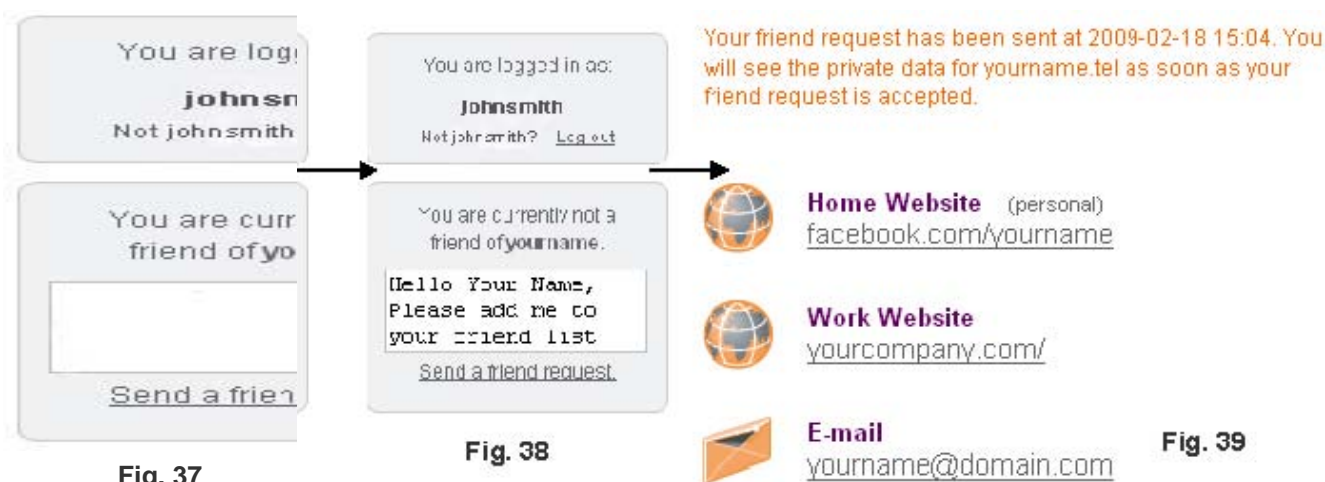 You are logg
johnsn
Not johnsmith
You are curr
friend of yo
Send a frien
Fig. 37
You are logged in as:
johnsmith
Not johnsmith? Log out
You are currently not a
friend of yourname.
Hello Your Name,
Please add me to
your friend list
Send a friend request.
Fig. 38
Your friend request has been sent at 2009-02-18 15:04. You
will see the private data for yourname.tel as soon as your
friend request is accepted.
Home Website (personal)
facebook.com/yourname
Work Website
yourcompany.com/
E-mail
yourname@domain.com
Fig. 39